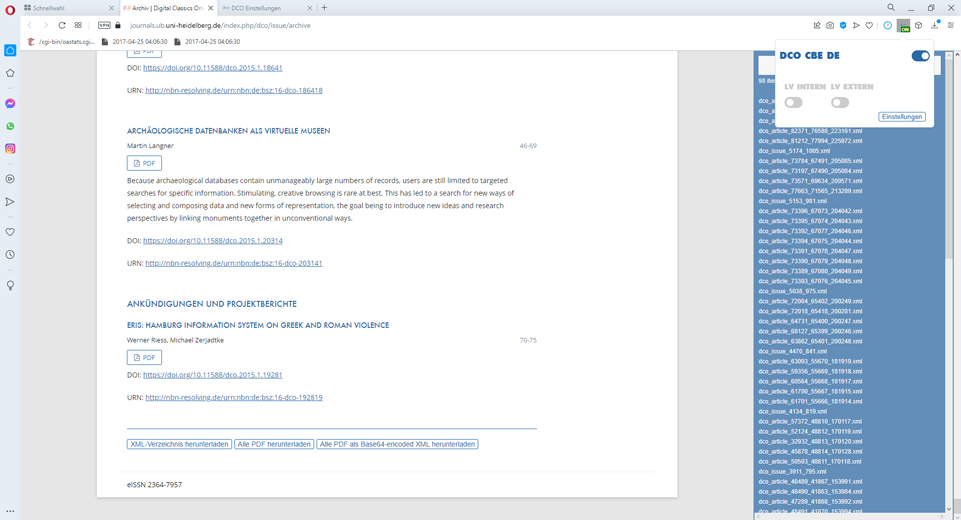 Schnellwahl
Archiv | Digital Classics Onl
DCO Einstellungen
VPN
journals.ub.uni-heidelberg.de/index.php/dco/issue/archive
ON
/cgi-bin/oastats.cgi...
2017-04-25 04:06:30
2017-04-25 04:06:30
PDF
DOI: https://doi.org/10.11588/dco.2015.1.18641
URN: http://nbn-resolving.de/urn:nbn:de:bsz:16-dco-186418
ARCHÄOLOGISCHE DATENBANKEN ALS VIRTUELLE MUSEEN
Martin Langner
46-69
PDF
Because archaeological databases contain unmanageably large numbers of records, users are still limited to targeted
searches for specific information. Stimulating, creative browsing is rare at best. This has led to a search for new ways of
selecting and composing data and new forms of representation, the goal being to introduce new ideas and research
perspectives by linking monuments together in unconventional ways.
DOI: https://doi.org/10.11588/dco.2015.1.20314
URN: http://nbn-resolving.de/urn:nbn:de:bsz:16-dco-203141
ANKÜNDIGUNGEN UND PROJEKTBERICHTE
ERIS: HAMBURG INFORMATION SYSTEM ON GREEK AND ROMAN VIOLENCE
Werner Riess, Michael Zerjadtke
70-75
PDF
DOI: https://doi.org/10.11588/dco.2015.1.19281
URN: http://nbn-resolving.de/urn:nbn:de:bsz:16-dco-192819
XML-Verzeichnis herunterladen
Alle PDF herunterladen
Alle PDF als Base64-encoded XML herunterladen
eISSN 2364-7957
DCO CBE DE
LV INTERN
LV EXTERN
Einstellungen
dco_article_82371_76588_223161.xml
dco_article_81212_77994_225972.xml
dco_issue_5174_1005.xml
dco_article_73784_67491_205085.xml
dco_article_73197_67490_205084.xml
dco_article_73571_69634_209571.xml
dco_article_77663_71565_213289.xml
dco_issue_5153_981.xml
dco_article_73396_67073_204042.xml
dco_article_73395_67074_204043.xml
dco_article_73392_67077_204046.xml
dco_article_73394_67075_204044.xml
dco_article_73391_67078_204047.xml
dco_article_73390_67079_204048.xml
dco_article_73389_67080_204049.xml
dco_article_73393_67076_204045.xml
dco_issue_5038_975.xml
dco_article_72004_65402_200249.xml
dco_article_72018_65418_200281.xml
dco_article_64731_65400_200247.xml
dco_article_68127_65399_200246.xml
dco_article_63862_65401_200248.xml
dco_issue_4470_841.xml
dco_article_63093_55670_181919.xml
dco_article_59356_55669_181918.xml
dco_article_60564_55668_181917.xml
dco_article_61700_55667_181915.xml
dco_article_61701_55666_181914.xml
dco_issue_4134_819.xml
dco_article_57372_48810_170117.xml
dco_article_52124_48812_170119.xml
dco_article_32932_48813_170120.xml
dco_article_45878_48814_170128.xml
dco_article_50503_48811_170118.xml
dco_issue_3911_795.xml
dco_article_48489_41867_153991.xml
dco_article_48490_41863_153984.xml
dco_article_47289_41868_153992.xml
dco_article_48491_41870_153994.xml